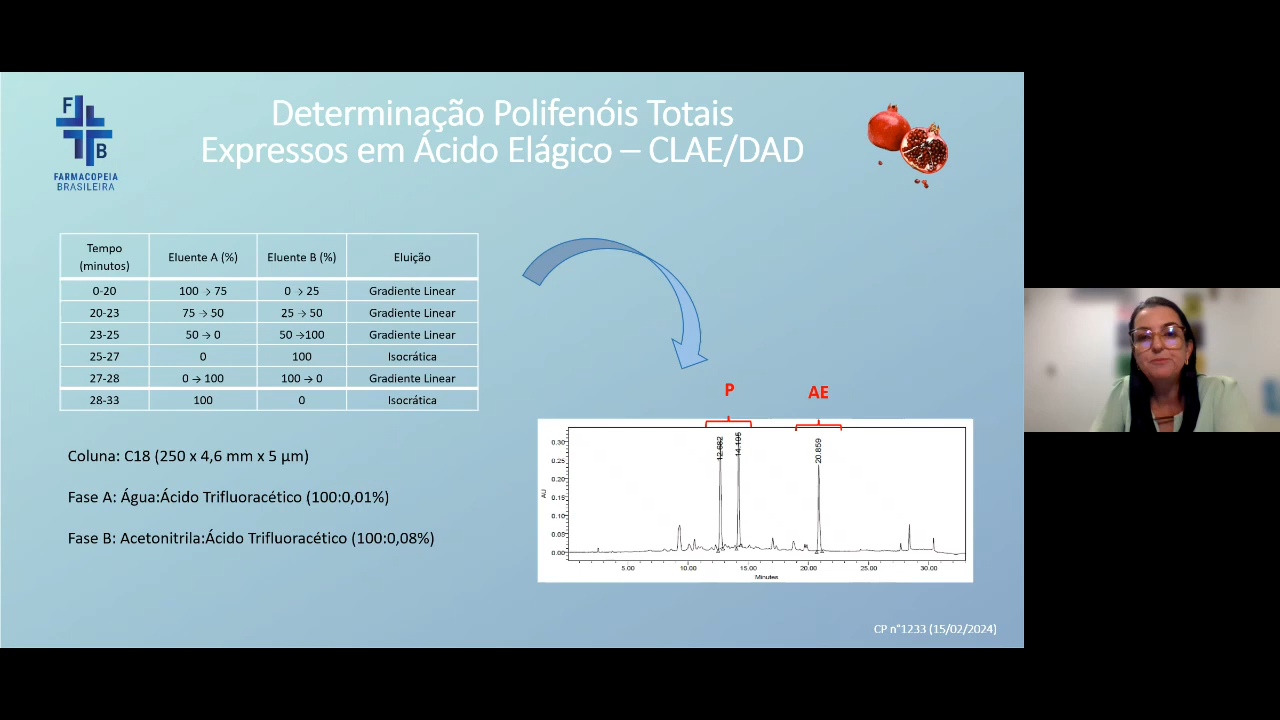 F
B
FARMACOPEIA
BRASILEIRA
Determinação Polifenóis Totais
Expressos em Ácido Elágico – CLAE/DAD
Tempo (minutos) Eluente A (%) Eluente B (%) Eluição
0-20 100 → 75 0 → 25 Gradiente Linear
20-23 75 → 50 25 → 50 Gradiente Linear
23-25 50 → 0 50 →100 Gradiente Linear
25-27 0 100 Isocrática
27-28 0 → 100 100 → 0 Gradiente Linear
28-33 100 0 Isocrática
Coluna: C18 (250 x 4,6 mm x 5 µm)
Fase A: Água:Ácido Trifluoracético (100:0,01%)
Fase B: Acetonitrila:Ácido Trifluoracético (100:0,08%)
P
AE
12.682
14.195
20.859
AU
0.30
0.25
0.20
0.15
0.10
0.05
0.00
5.00 10.00 15.00 20.00 25.00 30.00
Minutes
CP n°1233 (15/02/2024)